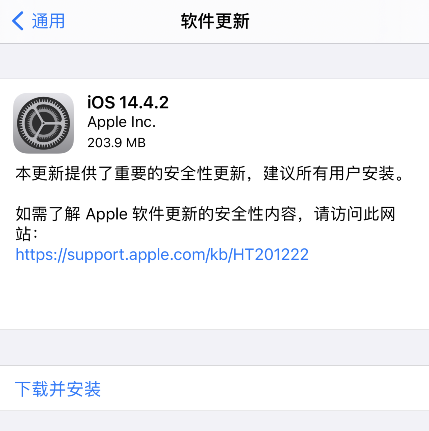 通用
软件更新
iOS 14.4.2
Apple Inc.
203.9 MB
本更新提供了重要的安全性更新，建议所有用户安装。
如需了解 Apple 软件更新的安全性内容，请访问此网
站：
https://support.apple.com/kb/HT201222
下载并安装